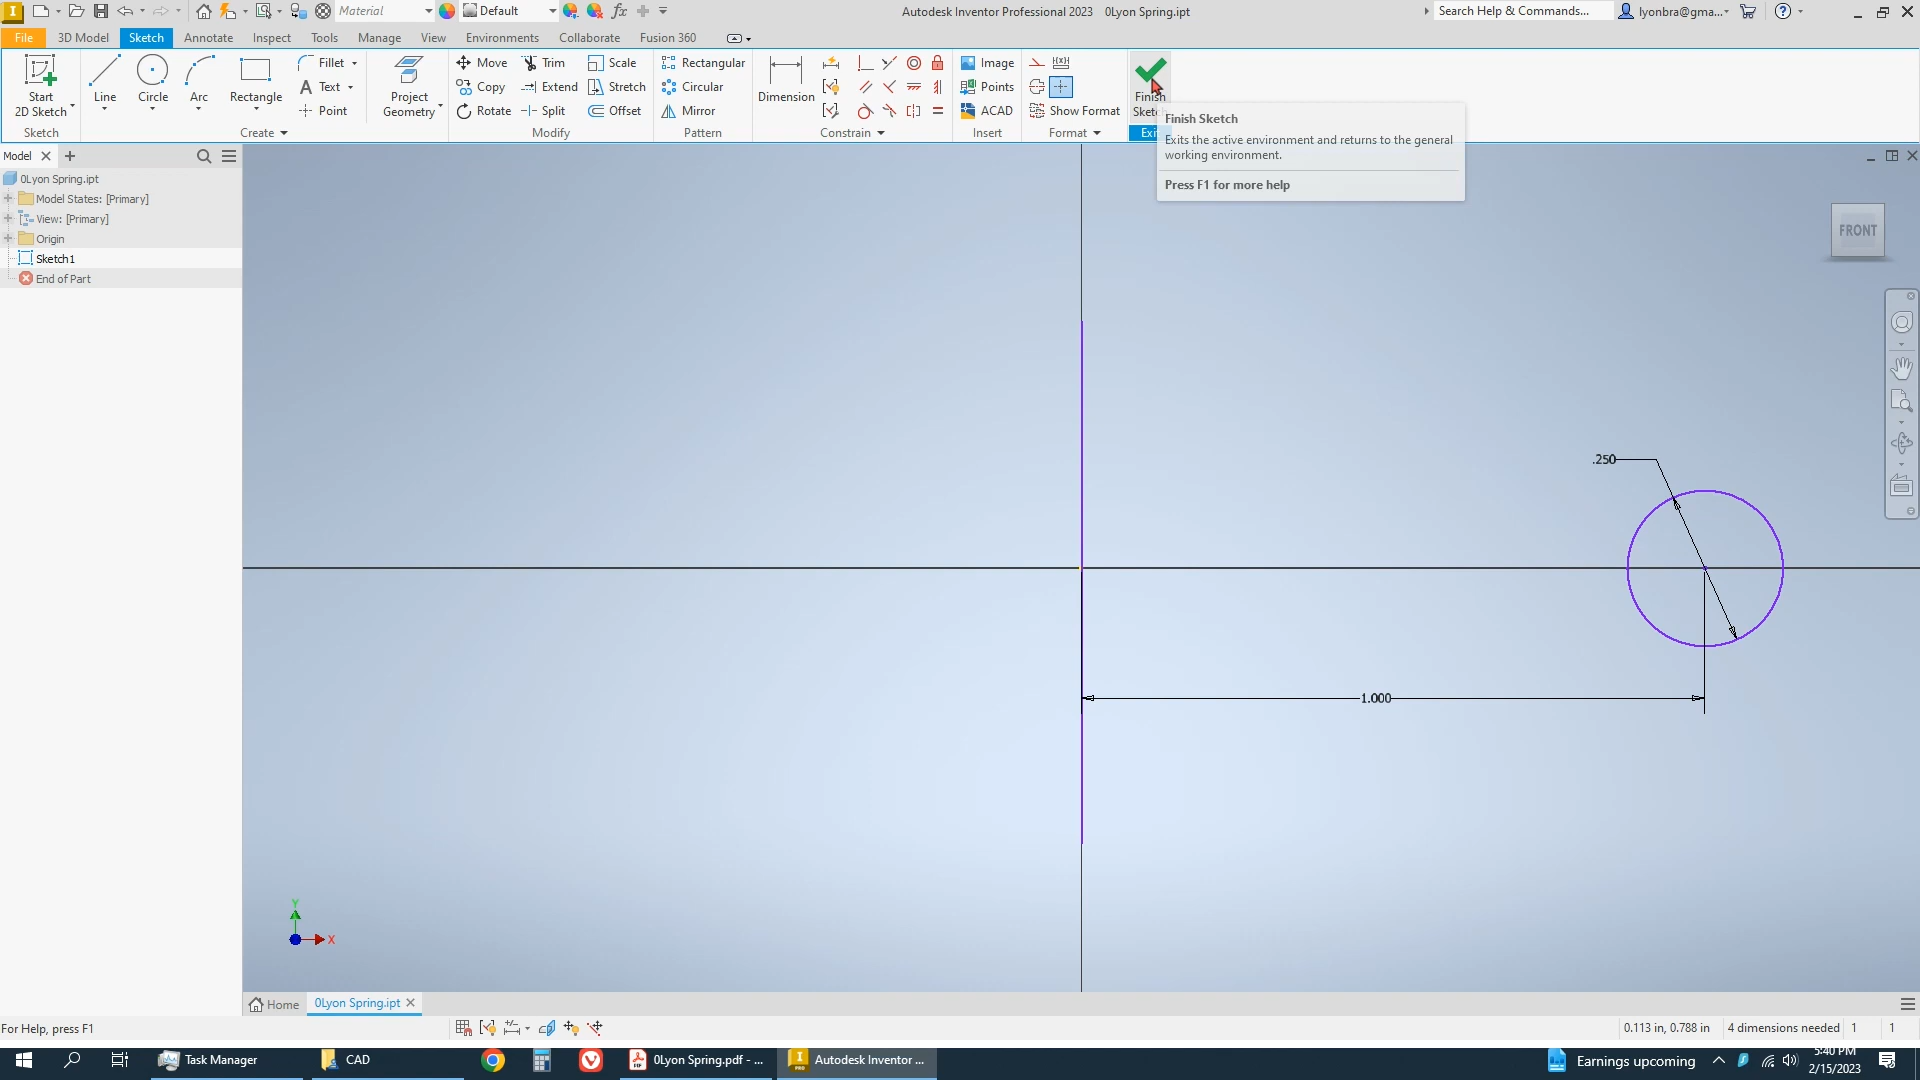 Material
Default
Autodesk Inventor Professional 2023 0Lyon Spring.ipt
Search Help & Commands...
lyonbra@gma...
File
3D Model
Sketch
Annotate
Inspect
Tools
Manage
View
Environments
Collaborate
Fusion 360
Start
2D Sketch
Line
Circle
Arc
Rectangle
Fillet
Text
Point
Project
Geometry
Move
Copy
Rotate
Trim
Extend
Split
Scale
Stretch
Offset
Rectangular
Circular
Mirror
Dimension
Image
Points
ACAD
Show Format
Finish
Sketch
Create
Modify
Pattern
Constrain
Insert
Format
Exit
Finish Sketch
Exits the active environment and returns to the general
working environment.
Press F1 for more help
Model
0Lyon Spring.ipt
Model States: [Primary]
View: [Primary]
Origin
Sketch1
End of Part
FRONT
.250
1.000
Y
X
Home
0Lyon Spring.ipt
For Help, press F1
0.113 in, 0.788 in
4 dimensions needed
1
1
Task Manager
CAD
0Lyon Spring.pdf - ...
Autodesk Inventor ...
Earnings upcoming
5:40 PM
2/15/2023